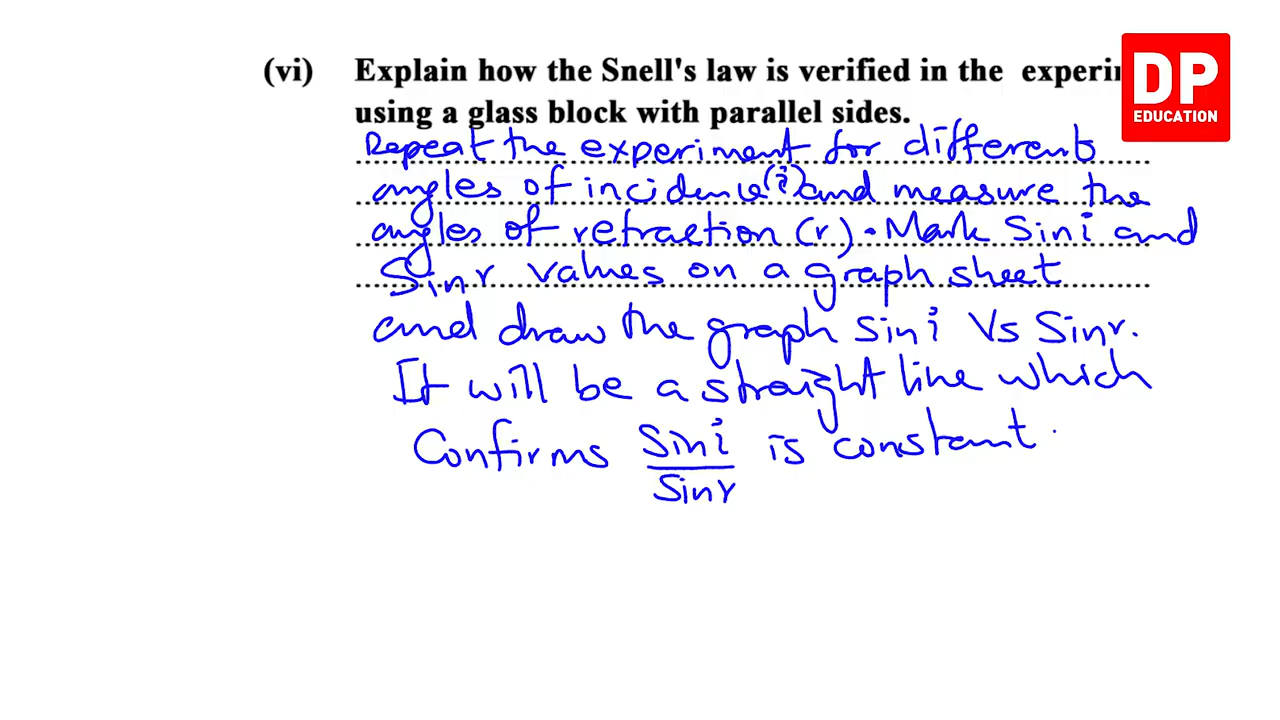 (vi) Explain how the Snell's law is verified in the experi
using a glass block with parallel sides.
DP
EDUCATION
Repeat the experiment for different
angles of incidence (i) and measure the
angles of refraction (r). Mark Sin i and
Sin r values on a graph sheet
and draw the graph Sin i Vs Sin r.
It will be a straight line which
Confirms Sin i / Sin r is constant.